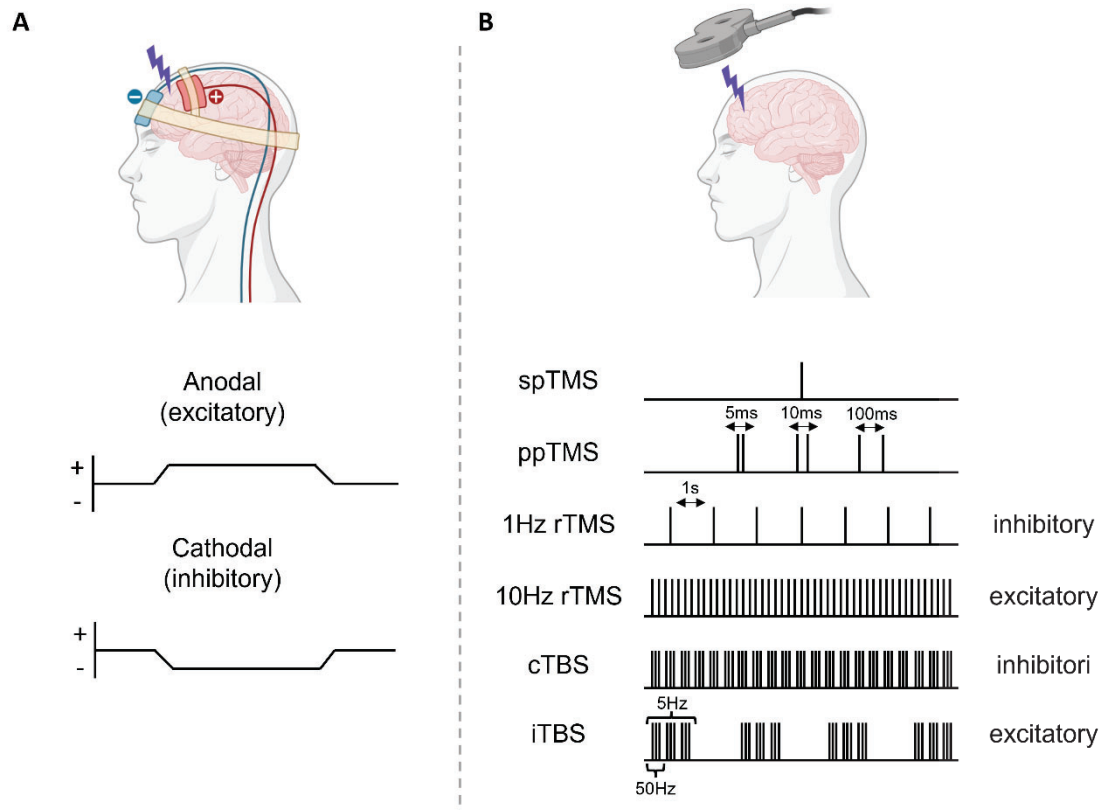 A
B
− +
Anodal
(excitatory)
+
-
Cathodal
(inhibitory)
+
-
spTMS
5ms 10ms 100ms
ppTMS
1s
1Hz rTMS inhibitory
10Hz rTMS excitatory
cTBS inhibitori
5Hz
iTBS excitatory
50Hz